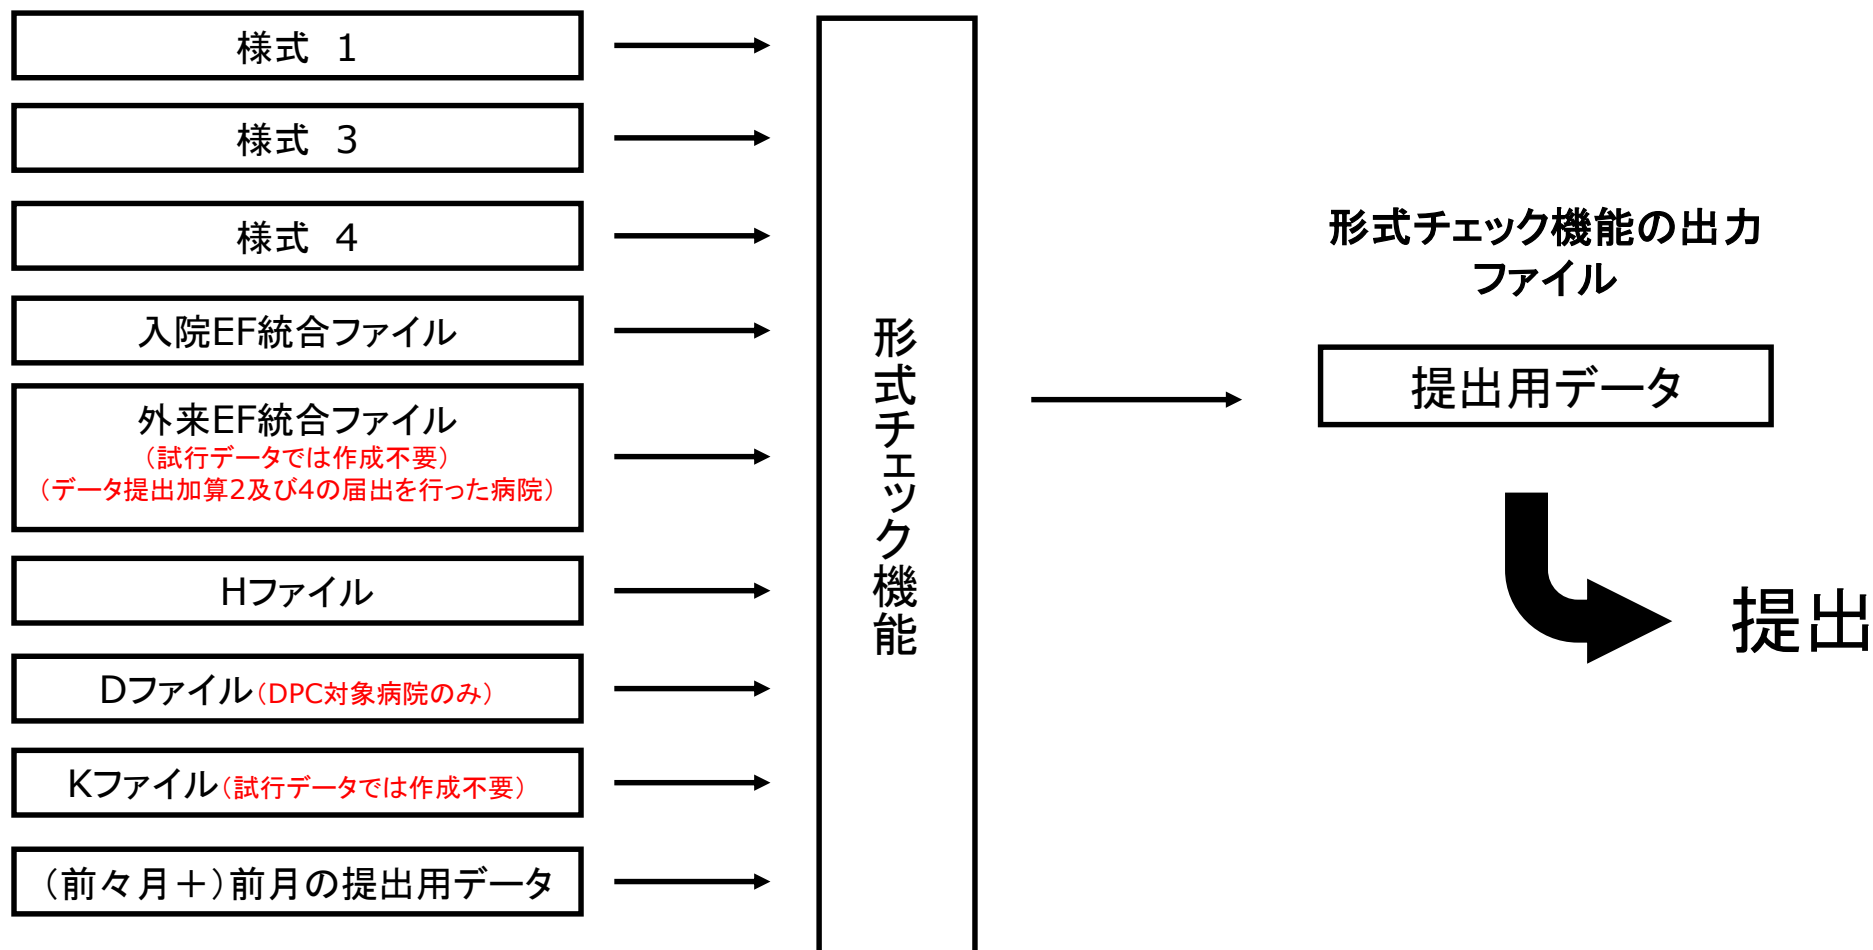 様式 1
様式 3
様式 4
入院EF統合ファイル
外来EF統合ファイル
（試行データでは作成不要）
（データ提出加算2及び4の届出を行った病院）
Hファイル
Dファイル（DPC対象病院のみ）
Kファイル（試行データでは作成不要）
（前々月＋）前月の提出用データ
形式チェック機能
形式チェック機能の出力
ファイル
提出用データ
提出